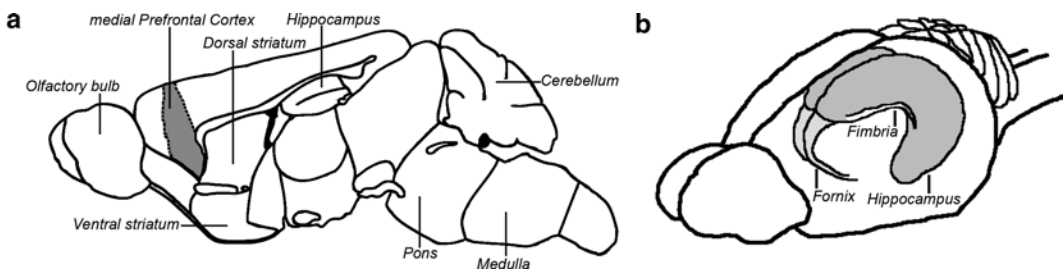 a
medial Prefrontal Cortex
Hippocampus
Dorsal striatum
Olfactory bulb
Cerebellum
Ventral striatum
Pons
Medulla
b
Fimbria
Fornix
Hippocampus